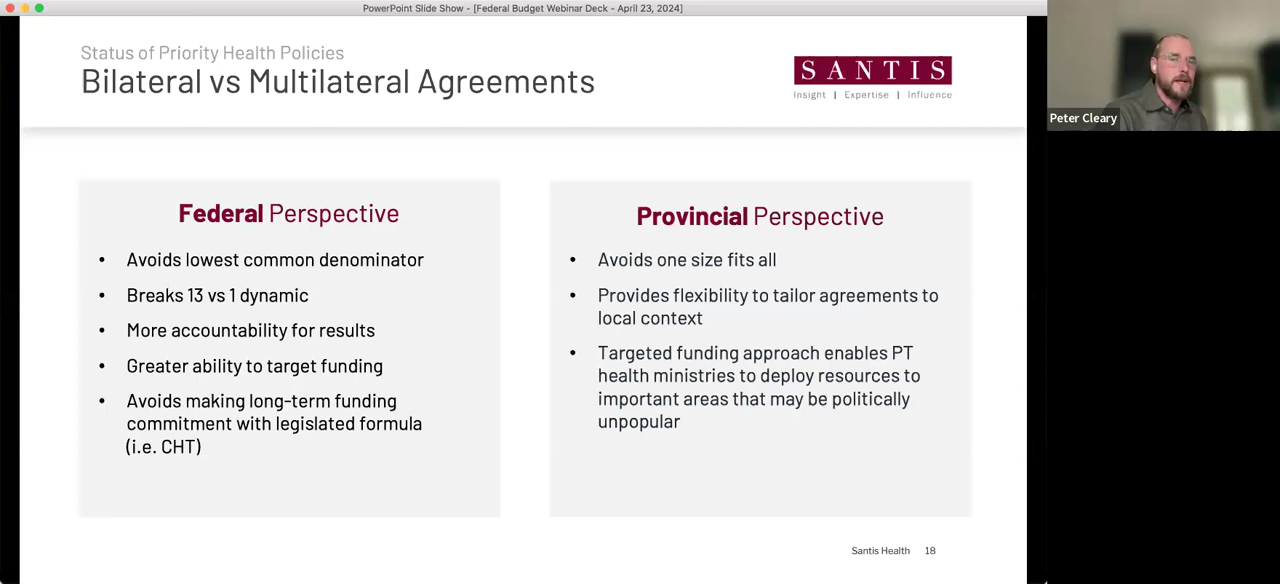 PowerPoint Slide Show - [Federal Budget Webinar Deck - April 23, 2024]
Status of Priority Health Policies
Bilateral vs Multilateral Agreements
SANTIS
Insight | Expertise | Influence
Peter Cleary
Federal Perspective
• Avoids lowest common denominator
• Breaks 13 vs 1 dynamic
• More accountability for results
• Greater ability to target funding
• Avoids making long-term funding
commitment with legislated formula
(i.e. CHT)
Provincial Perspective
• Avoids one size fits all
• Provides flexibility to tailor agreements to
local context
• Targeted funding approach enables PT
health ministries to deploy resources to
important areas that may be politically
unpopular
Santis Health 18